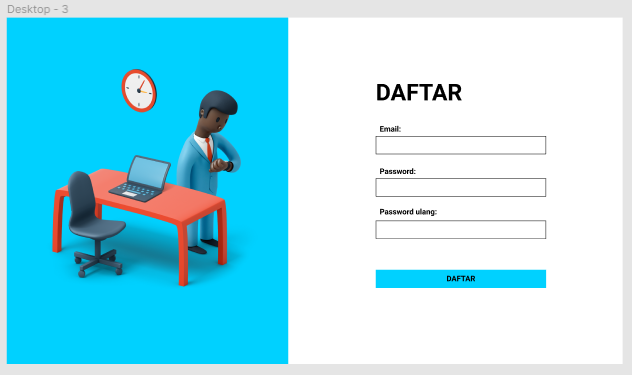 Desktop - 3
DAFTAR
Email:
Password:
Password ulang:
DAFTAR